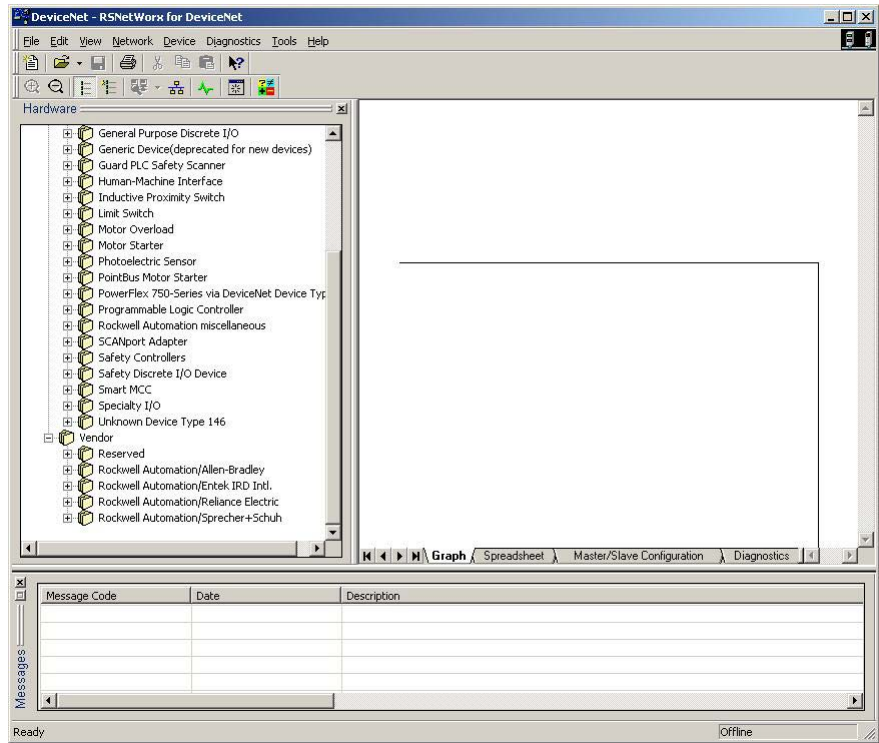 DeviceNet - RSNetWorx for DeviceNet
File Edit View Network Device Diagnostics Tools Help
Hardware
General Purpose Discrete I/O
Generic Device(deprecated for new devices)
Guard PLC Safety Scanner
Human-Machine Interface
Inductive Proximity Switch
Limit Switch
Motor Overload
Motor Starter
Photoelectric Sensor
PointBus Motor Starter
PowerFlex 750-Series via DeviceNet Device Typ
Programmable Logic Controller
Rockwell Automation miscellaneous
SCANport Adapter
Safety Controllers
Safety Discrete I/O Device
Smart MCC
Specialty I/O
Unknown Device Type 146
Vendor
Reserved
Rockwell Automation/Allen-Bradley
Rockwell Automation/Entek IRD Intl.
Rockwell Automation/Reliance Electric
Rockwell Automation/Sprecher+Schuh
Graph Spreadsheet Master/Slave Configuration Diagnostics
Messages
Message Code Date Description
Ready Offline